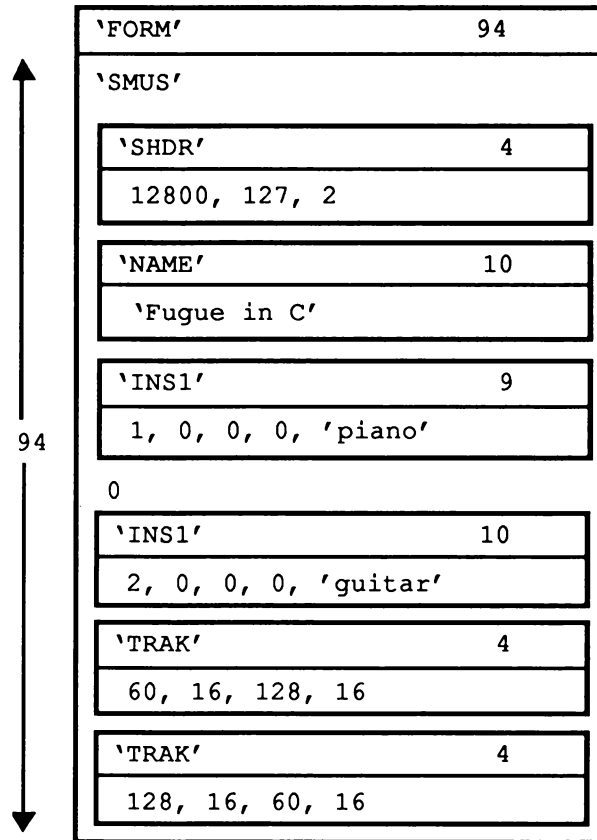 ‵FORM′ 94
‵SMUS′
‵SHDR′ 4
12800, 127, 2
‵NAME′ 10
‵Fugue in C′
‵INS1′ 9
1, 0, 0, 0, ′piano′
94
0
‵INS1′ 10
2, 0, 0, 0, ′guitar′
‵TRAK′ 4
60, 16, 128, 16
‵TRAK′ 4
128, 16, 60, 16